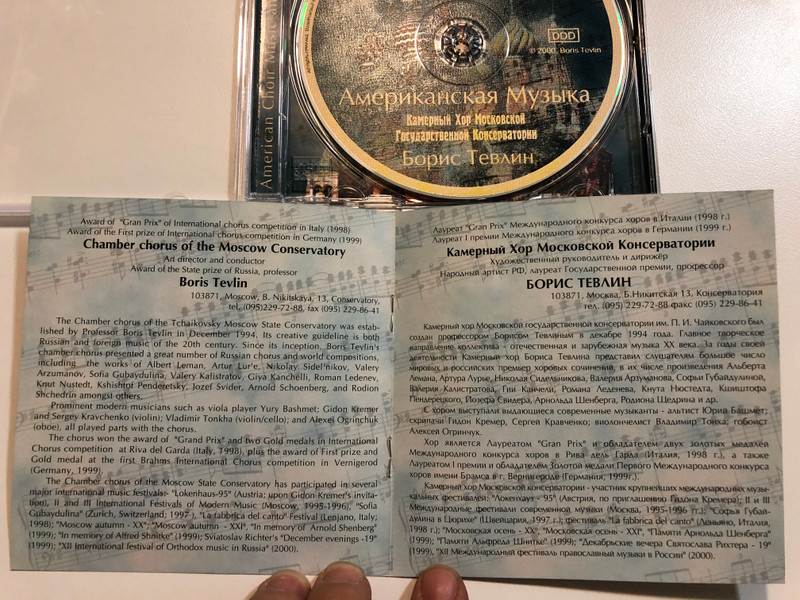 American Choir Music
DDD
© 2000, Boris Tevlin
Американская Музыка
Камерный Хор Московской
Государственной Консерватории
Борис Тевлин
Award of "Gran Prix" of International chorus competition in Italy (1998)
Award of the First prize of International chorus competition in Germany (1999)
Chamber chorus of the Moscow Conservatory
Art director and conductor
Award of the State prize of Russia, professor
Boris Tevlin
103871, Moscow, B. Nikitskaya, 13, Conservatory,
tel, (095)229-72-88, fax (095) 229-86-41
The Chamber chorus of the Tchaikovsky Moscow State Conservatory was estab-
lished by Professor Boris Tevlin in December 1994. Its creative guideline is both
Russian and foreign music of the 20th century. Since its inception, Boris Tevlin's
chamber chorus presented a great number of Russian chorus and world compositions,
including the works of Albert Leman, Artur Lur'e, Nikolay Sidel'nikov, Valery
Arzumanov, Sofia Gubaydulina, Valery Kalistratov, Giya Kanchelli, Roman Ledenev,
Knut Nustedt, Kshishtof Penderetsky, Jozef Svider, Arnold Schoenberg, and Rodion
Shchedrin amongst others.
Prominent modern musicians such as viola player Yury Bashmet; Gidon Kremer
and Sergey Kravchenko (violin); Vladimir Tonkha (violin/cello); and Alexei Ogrinchuk
(oboe), all played parts with the chorus.
The chorus won the award of "Grand Prix" and two Gold medals in International
Chorus competition at Riva del Garda (Italy, 1998), plus the award of First prize and
Gold medal at the first Brahms International Chorus competition in Vernigerod
(Germany, 1999).
The Chamber chorus of the Moscow State Conservatory has participated in several
major international music festivals:- "Lokenhaus-95" (Austria; upon Gidon Kremer's invita-
tion), II and III International Festivals of Modern Music (Moscow, 1995-1996), "Sofia
Gubaydulina" (Zurich, Switzerland; 1997 ), "La fabbrica del canto" Festival (Lenjano, Italy;
1998); "Moscow autumn - XX"; "Moscow autumn - XXI", "In memory of Arnold Shenberg"
(1999); "In memory of Alfred Shnitke" (1999); Sviatoslav Richter's "December evenings -19"
(1999); "XII International festival of Orthodox music in Russia" (2000).
Лауреат "Gran Prix" Международного конкурса хоров в Италии (1998 г.)
Лауреат I премии Международного конкурса хоров в Германии (1999 г.)
Камерный Хор Московской Консерватории
Художественный руководитель и дирижёр
Народный артист РФ, лауреат Государственной премии, профессор
БОРИС ТЕВЛИН
103871, Москва, Б.Никитская 13, Консерватория
тел. (095) 229-72-88 факс (095) 229-86-41
Камерный хор Московской государственной консерватории им. П. И. Чайковского был
создан профессором Борисом Тевлиным в декабре 1994 года. Главное творческое
направление коллектива - отечественная и зарубежная музыка XX века. За годы своей
деятельности Камерный хор Бориса Тевлина представил слушателям большое число
мировых и российских премьер хоровых сочинений, в их числе произведения Альберта
Лемана, Артура Лурье, Николая Сидельникова, Валерия Арзуманова, Софьи Губайдулиной,
Валерия Калистратова, Гии Канчели, Романа Леденева, Кнута Ностедта, Кшиштофа
Пендерецкого, Йозефа Свидера, Арнольда Шенберга, Родиона Щедрина и др.
С хором выступали выдающиеся современные музыканты - альтист Юрий Башмет;
скрипачи Гидон Кремер, Сергей Кравченко; виолончелист Владимир Тонха; гобоист
Алексей Огринчук.
Хор является Лауреатом "Gran Prix" и обладателем двух золотых медалей
Международного конкурса хоров в Рива дель Гарда (Италия, 1998 г.), а также
Лауреатом I премии и обладателем Золотой медали Первого Международного конкурса
хоров имени Брамса в г. Вернигероде (Германия, 1999г.).
Камерный хор Московской консерватории - участник крупнейших международных музы-
кальных фестивалей: "Локенхауз - 95" (Австрия, по приглашению Гидона Кремера); II и III
Международные фестивали современной музыки (Москва, 1995-1996 гг.); "Софья Губай-
дулина в Цюрихе" (Швейцария, 1997 г.); фестиваль "La fabbrica del canto" (Леньяно, Италия,
1998 г.); "Московская осень - XX", "Московская осень - XXI", "Памяти Арнольда Шенберга"
(1999); "Памяти Альфреда Шнитке" (1999); "Декабрьские вечера Святослава Рихтера - 19"
(1999), "XII Международный фестиваль православный музыки в России" (2000).